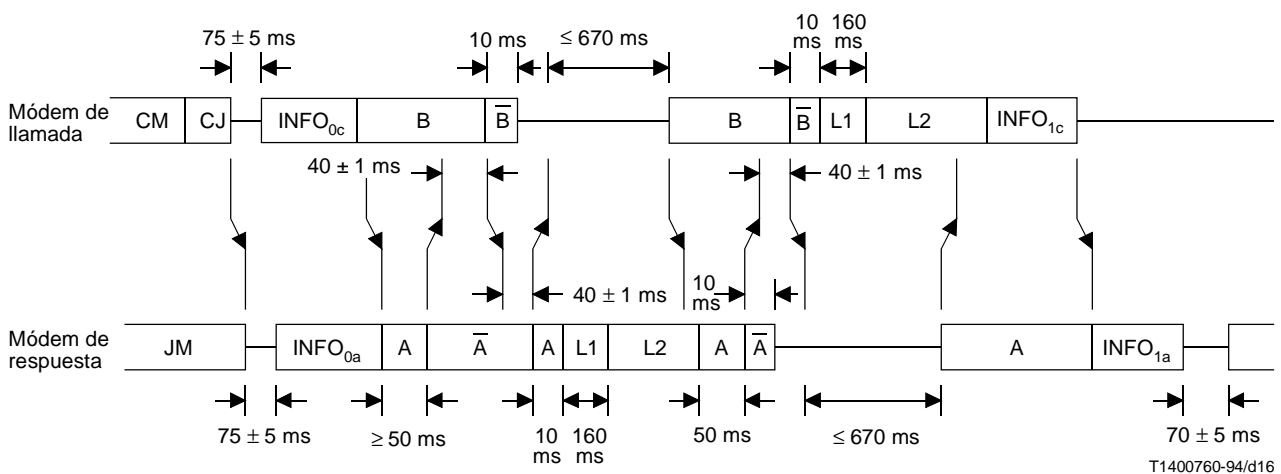 75 ± 5 ms
10 ms
≤ 670 ms
10 ms
160 ms
Módem de llamada
CM
CJ
INFO0c
B
B̅
B
B̅
L1
L2
INFO1c
40 ± 1 ms
40 ± 1 ms
40 ± 1 ms
10 ms
Módem de respuesta
JM
INFO0a
A
A̅
A
L1
L2
A
A̅
A
INFO1a
75 ± 5 ms
≥ 50 ms
10 ms
160 ms
50 ms
≤ 670 ms
70 ± 5 ms
T1400760-94/d16